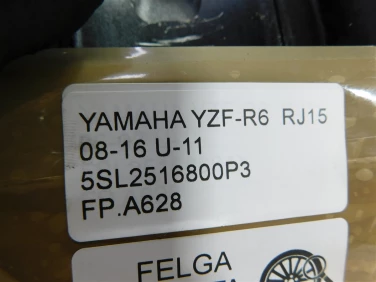 YAMAHA YZF-R6 RJ15
08-16 U-11
5SL2516800P3
FP.A628
FELGA